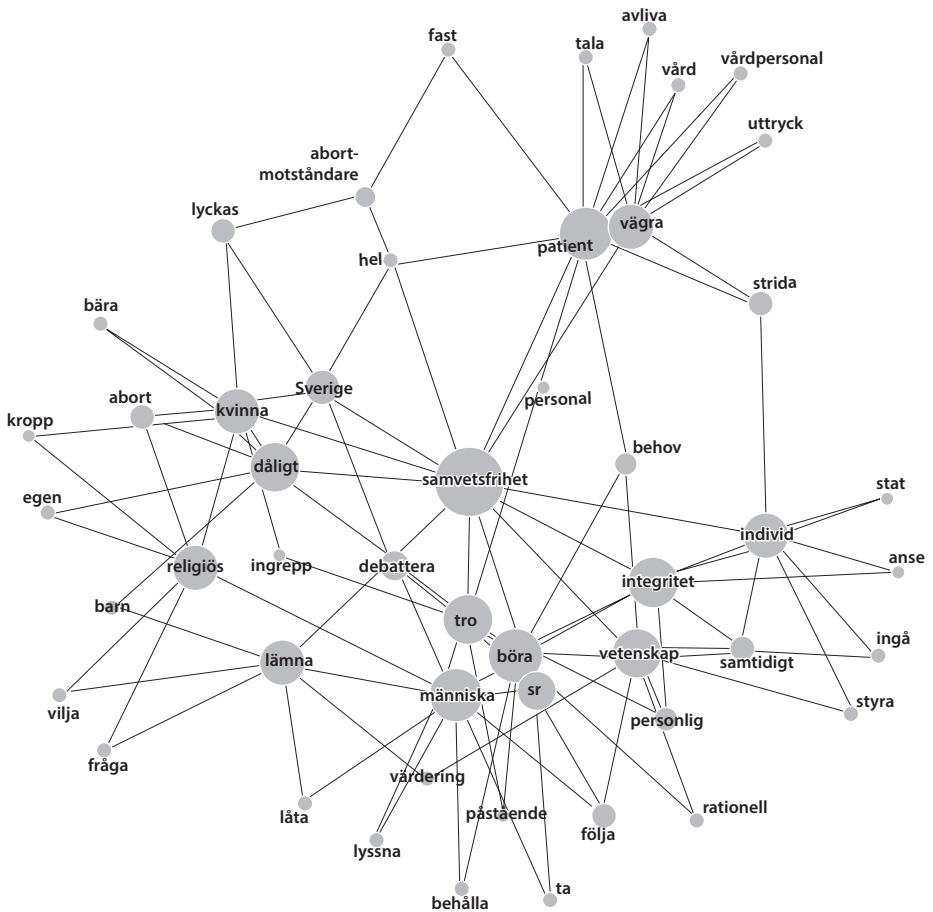 avliva
fast
tala
vårdpersonal
vård
uttryck
abort-
motståndare
lyckas
vägra
patient
hel
strida
bära
Sverige
abort
personal
kvinna
kropp
behov
dåligt
samvetsfrihet
stat
egen
individ
ingrepp
debattera
religiös
anse
integritet
barn
tro
ingå
vetenskap
böra
samtidigt
lämna
sr
människa
styra
vilja
personlig
fråga
värdering
rationell
påstående
låta
följa
lyssna
ta
behålla